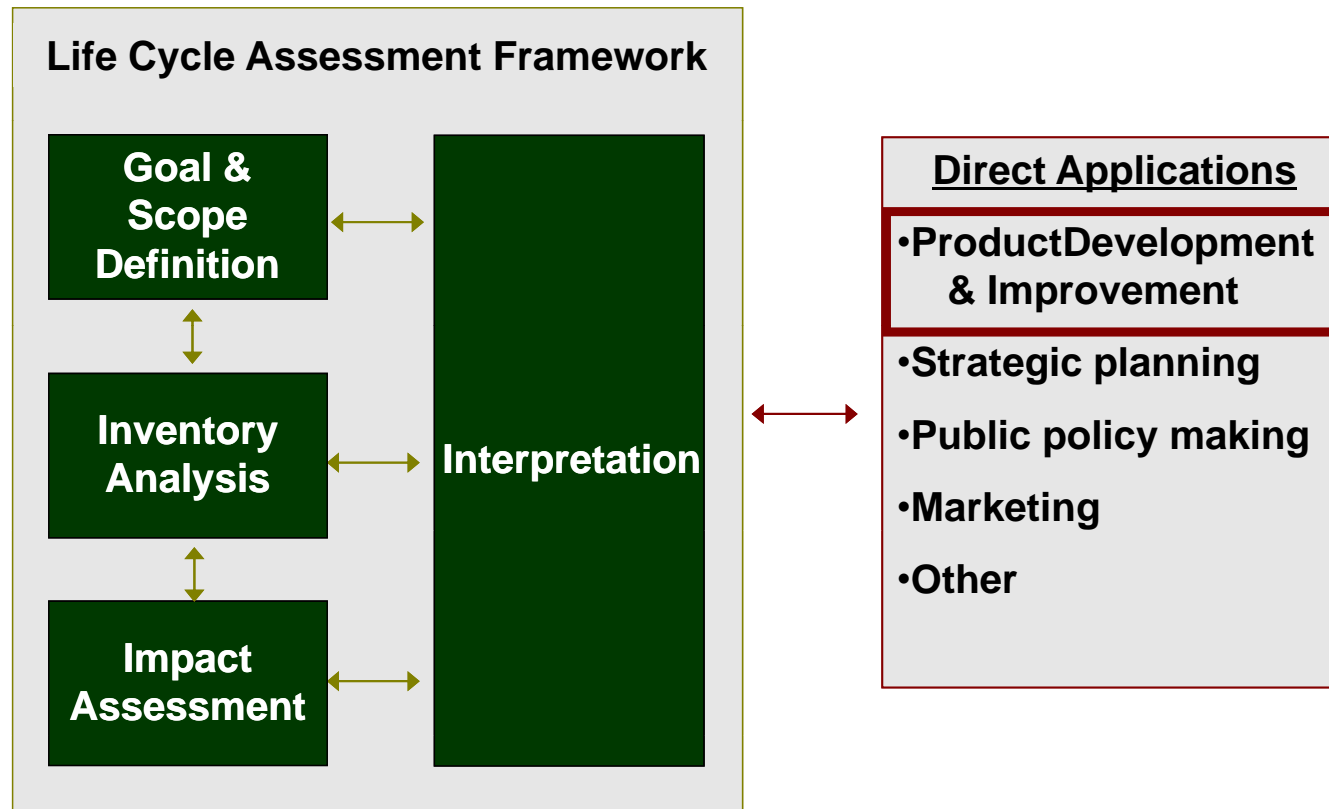 Life Cycle Assessment Framework
Goal &
Scope
Definition
Inventory
Analysis
Impact
Assessment
Interpretation
Direct Applications
•ProductDevelopment
& Improvement
•Strategic planning
•Public policy making
•Marketing
•Other